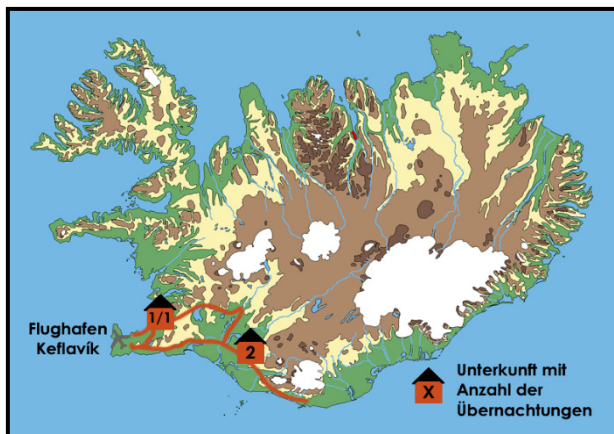 1/1
Flughafen
Keflavík
2
X
Unterkunft mit
Anzahl der
Übernachtungen